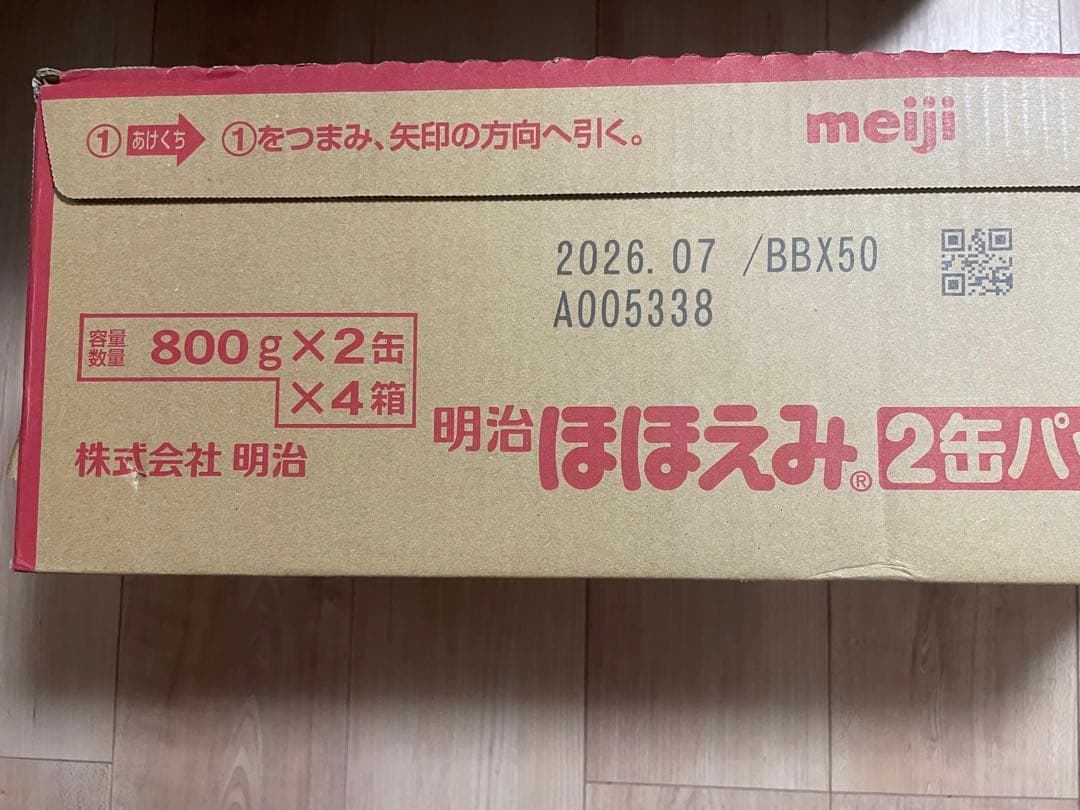 ① あけくち ①をつまみ、矢印の方向へ引く。
meiji
2026.07 /BBX50
A005338
容量
数量
800g×2缶
×4箱
株式会社 明治
明治 ほほえみ® 2缶パ